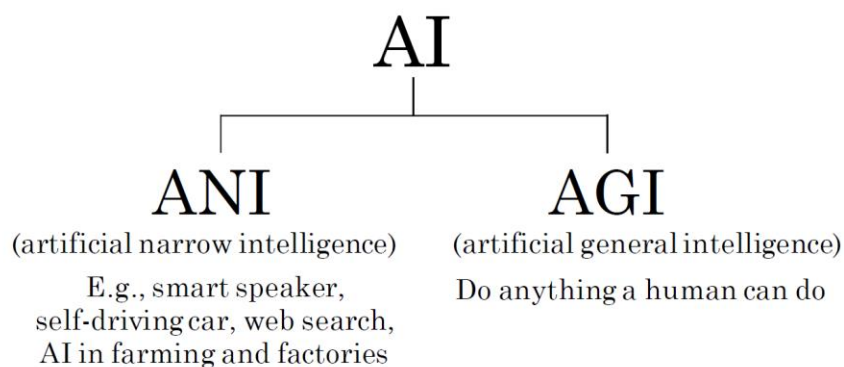 AI
ANI
(artificial narrow intelligence)
E.g., smart speaker,
self-driving car, web search,
AI in farming and factories
AGI
(artificial general intelligence)
Do anything a human can do